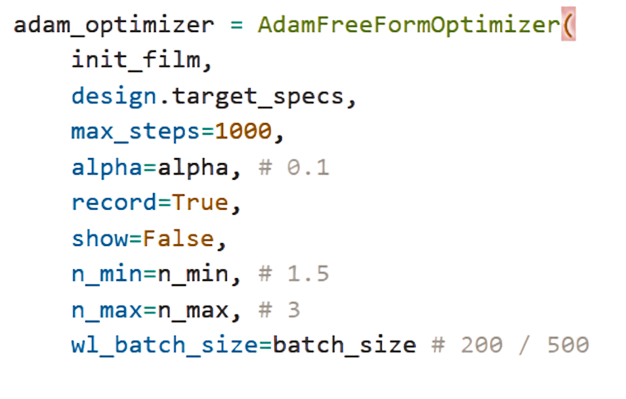 adam_optimizer = AdamFreeFormOptimizer(
    init_film,
    design.target_specs,
    max_steps=1000,
    alpha=alpha, # 0.1
    record=True,
    show=False,
    n_min=n_min, # 1.5
    n_max=n_max, # 3
    wl_batch_size=batch_size # 200 / 500